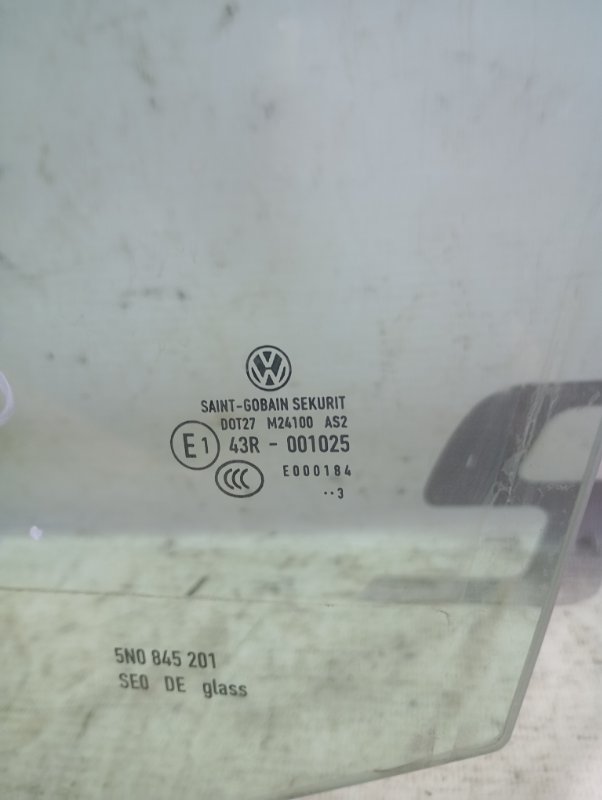 SAINT-GOBAIN SEKURIT
DOT27 M24100 AS2
E1 43R - 001025
CCC E000184
··3
5N0 845 201
SEO DE glass